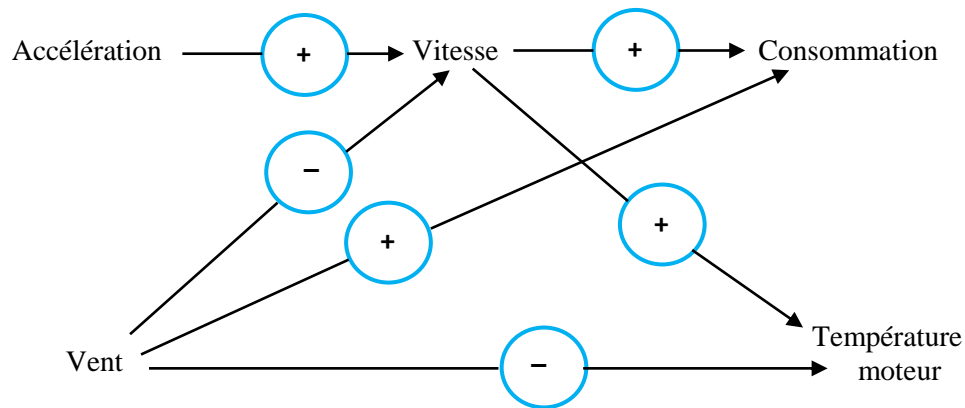 Accélération + Vitesse + Consommation
−
+ +
Vent − Température
moteur